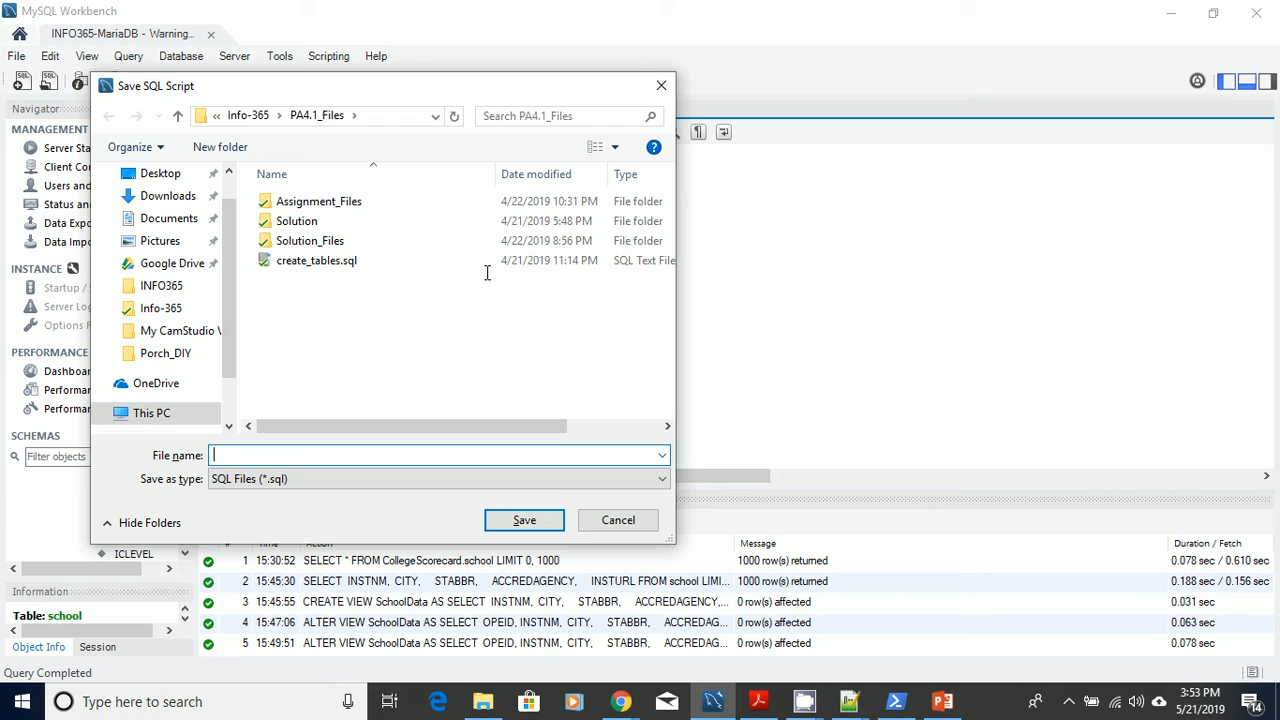 MySQL Workbench
INFO365-MariaDB - Warning...
File Edit View Query Database Server Tools Scripting Help
Save SQL Script
Navigator
« Info-365 › PA4.1_Files ›
Search PA4.1_Files
MANAGEMENT
Organize
New folder
Server Sta
Client Co
Users and
Status and
Data Expo
Data Impo
INSTANCE
Startup /
Server Log
Options F
PERFORMANCE
Dashboar
Performa
Performa
SCHEMAS
Filter objects
Desktop
Downloads
Documents
Pictures
Google Drive
INFO365
Info-365
My CamStudio V
Porch_DIY
OneDrive
This PC
Name Date modified Type
Assignment_Files 4/22/2019 10:31 PM File folder
Solution 4/21/2019 5:48 PM File folder
Solution_Files 4/22/2019 8:56 PM File folder
create_tables.sql 4/21/2019 11:14 PM SQL Text File
File name:
Save as type: SQL Files (*.sql)
Hide Folders
Save Cancel
ICLEVEL
Information
Table: school
Object Info Session
# Time Action Message Duration / Fetch
1 15:30:52 SELECT * FROM CollegeScorecard.school LIMIT 0, 1000 1000 row(s) returned 0.078 sec / 0.610 sec
2 15:45:30 SELECT INSTNM, CITY, STABBR, ACCREDAGENCY, INSTURL FROM school LIMI... 1000 row(s) returned 0.188 sec / 0.156 sec
3 15:45:55 CREATE VIEW SchoolData AS SELECT INSTNM, CITY, STABBR, ACCREDAGENCY,... 0 row(s) affected 0.031 sec
4 15:47:06 ALTER VIEW SchoolData AS SELECT OPEID, INSTNM, CITY, STABBR, ACCREDAG... 0 row(s) affected 0.063 sec
5 15:49:51 ALTER VIEW SchoolData AS SELECT OPEID, INSTNM, CITY, STABBR, ACCREDAG... 0 row(s) affected 0.078 sec
Query Completed
Type here to search
3:53 PM
5/21/2019
14